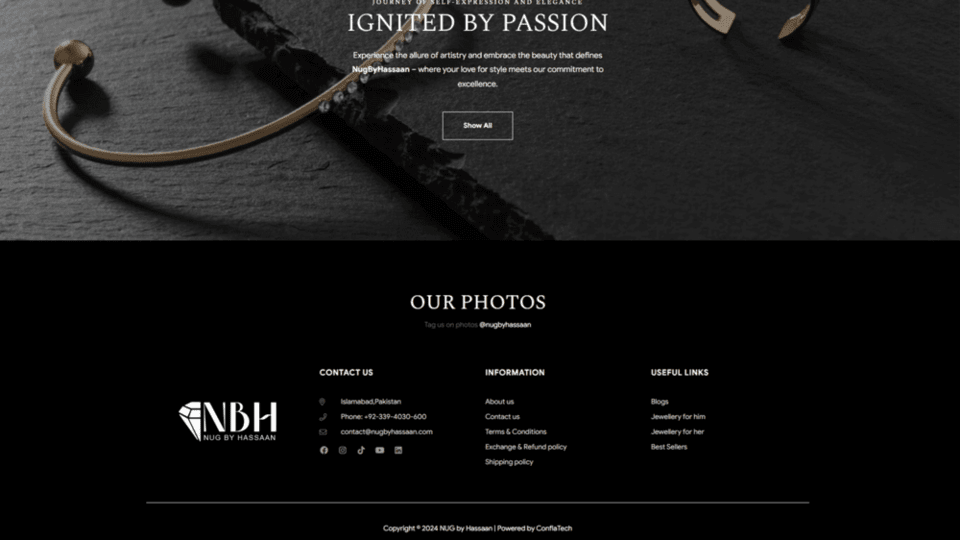 JOURNEY OF SELF-EXPRESSION AND ELEGANCE
IGNITED BY PASSION
Experience the allure of artistry and embrace the beauty that defines
NugByHassaan – where your love for style meets our commitment to
excellence.
Show All
OUR PHOTOS
Tag us on photos @nugbyhassaan
NBH
NUG BY HASSAAN
CONTACT US
Islamabad,Pakistan
Phone: +92-339-4030-600
contact@nugbyhassaan.com
INFORMATION
About us
Contact us
Terms & Conditions
Exchange & Refund policy
Shipping policy
USEFUL LINKS
Blogs
Jewellery for him
Jewellery for her
Best Sellers
Copyright © 2024 NUG by Hassaan | Powered by ConflaTech